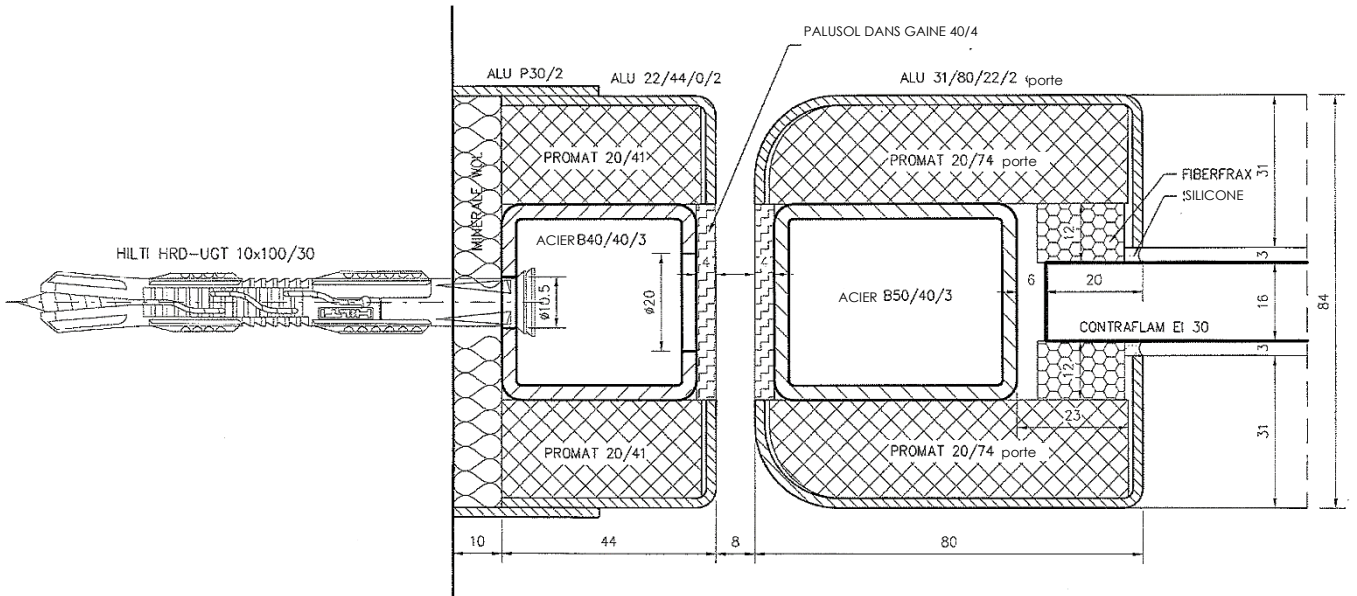 PALUSOL DANS GAINE 40/4
ALU P30/2
ALU 22/44/0/2
ALU 31/80/22/2 porte
PROMAT 20/41
PROMAT 20/74 porte
31
FIBERFRAX
SILICONE
MINERALE WOL
ACIER B40/40/3
12
HILTI HRD-UGT 10x100/30
4
4
3
ø10.5
ø20
ACIER B50/40/3
6
20
16
84
CONTRAFLAM EI 30
3
12
23
PROMAT 20/41
PROMAT 20/74 porte
31
10
44
8
80